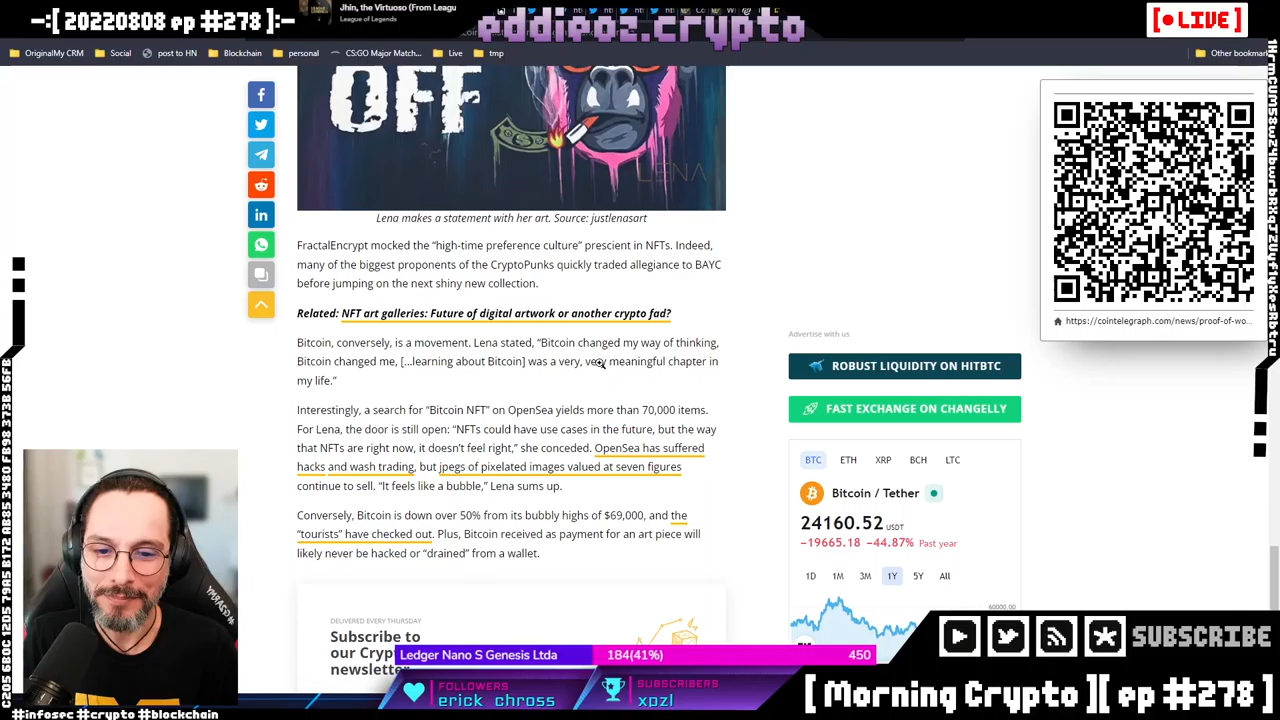 -:[ 20220808 ep #278 ]:-
Jhin, the Virtuoso (From Leagu
League of Legends
eddieoz.crypto
[ LIVE ]
OriginalMy CRM
Social
post to HN
Blockchain
personal
CS:GO Major Match...
Live
tmp
Other bookmar
OFF
LENA
Lena makes a statement with her art. Source: justlenasart
FractalEncrypt mocked the “high-time preference culture” prescient in NFTs. Indeed,
many of the biggest proponents of the CryptoPunks quickly traded allegiance to BAYC
before jumping on the next shiny new collection.
Related: NFT art galleries: Future of digital artwork or another crypto fad?
Bitcoin, conversely, is a movement. Lena stated, “Bitcoin changed my way of thinking,
Bitcoin changed me, [...learning about Bitcoin] was a very, very meaningful chapter in
my life.”
Interestingly, a search for “Bitcoin NFT” on OpenSea yields more than 70,000 items.
For Lena, the door is still open: “NFTs could have use cases in the future, but the way
that NFTs are right now, it doesn’t feel right,” she conceded. OpenSea has suffered
hacks and wash trading, but jpegs of pixelated images valued at seven figures
continue to sell. “It feels like a bubble,” Lena sums up.
Conversely, Bitcoin is down over 50% from its bubbly highs of $69,000, and the
“tourists” have checked out. Plus, Bitcoin received as payment for an art piece will
likely never be hacked or “drained” from a wallet.
DELIVERED EVERY THURSDAY
Subscribe to
our Cryp
newsletter
https://cointelegraph.com/news/proof-of-wo...
Advertise with us
ROBUST LIQUIDITY ON HITBTC
FAST EXCHANGE ON CHANGELLY
BTC ETH XRP BCH LTC
Bitcoin / Tether
24160.52 USDT
−19665.18 −44.87% Past year
1D 1M 3M 1Y 5Y All
60000.00
Ledger Nano S Genesis Ltda 184(41%) 450
FOLLOWERS
erick chross
SUBSCRIBERS
xpzl
SUBSCRIBE
[ Morning Crypto ][ ep #278 ]
#infosec #crypto #blockchain